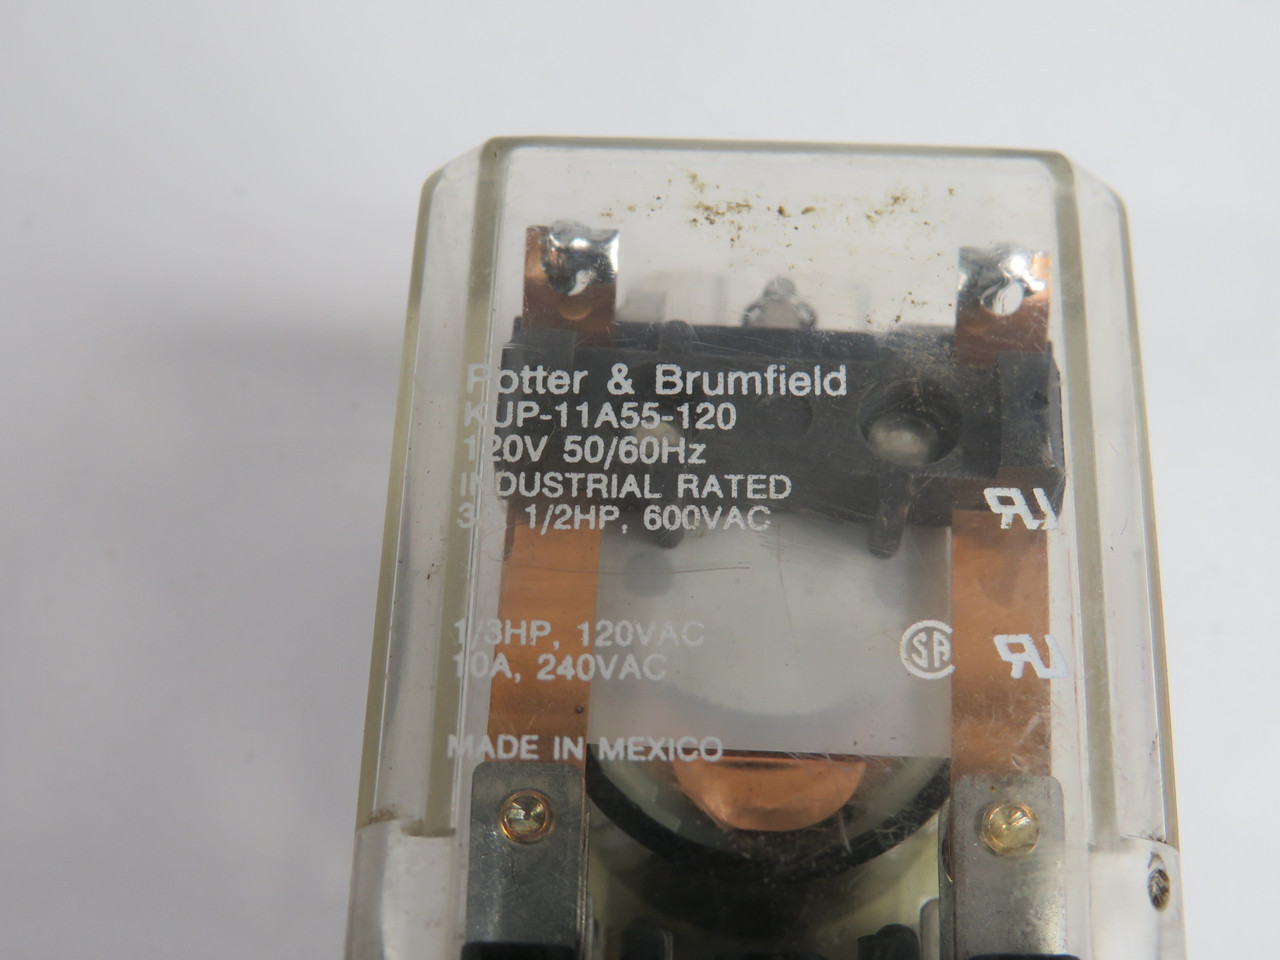 Potter & Brumfield
KUP-11A55-120
120V 50/60Hz
INDUSTRIAL RATED
1/2HP, 600VAC
1/3HP, 120VAC
10A, 240VAC
MADE IN MEXICO